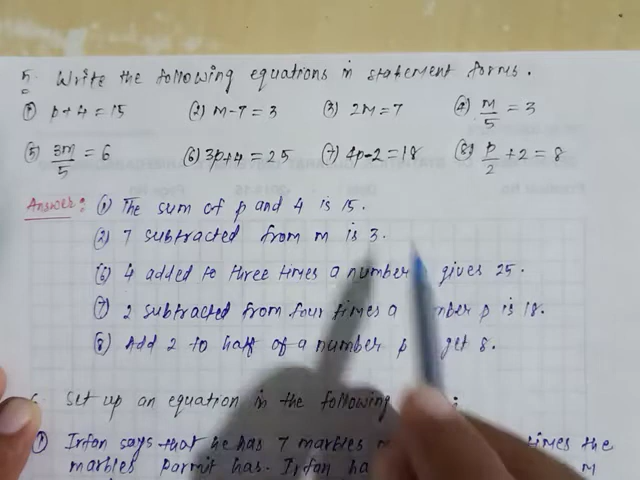 5. Write the following equations in statement forms.
(1) p+4=15 (2) m-7=3 (3) 2m=7 (4) m/5 = 3
(5) 3m/5 = 6 (6) 3p+4=25 (7) 4p-2=18 (8) p/2 +2=8
Answer: (1) The sum of p and 4 is 15.
(2) 7 subtracted from m is 3.
(6) 4 added to three times a number gives 25.
(7) 2 subtracted from four times a number p is 18.
(8) Add 2 to half of a number p get 8.
Set up an equation in the following
(1) Irfan says that he has 7 marbles times the
marbles Parmit has. Irfan ha m